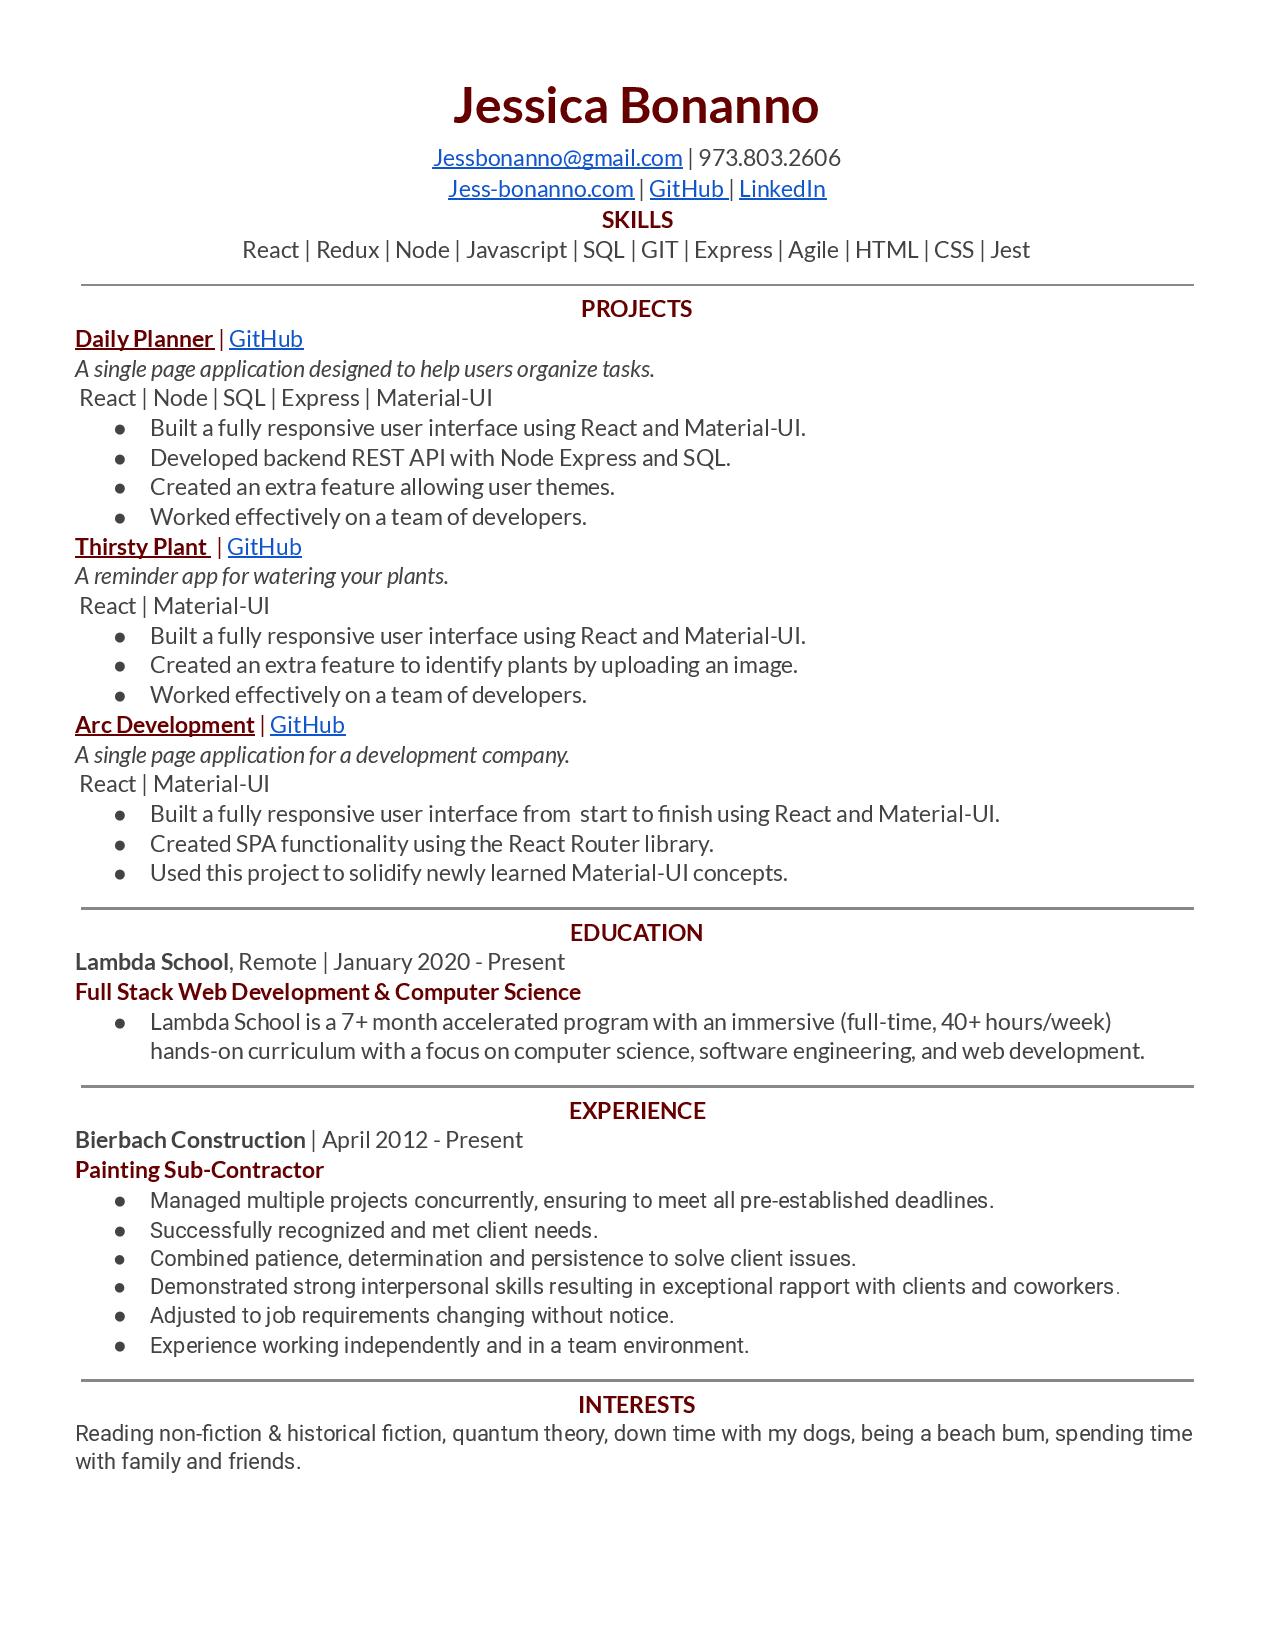 Jessica Bonanno
Jessbonanno@gmail.com | 973.803.2606
Jess-bonanno.com | GitHub | LinkedIn
SKILLS
React | Redux | Node | Javascript | SQL | GIT | Express | Agile | HTML | CSS | Jest
PROJECTS
Daily Planner | GitHub
A single page application designed to help users organize tasks.
React | Node | SQL | Express | Material-UI
● Built a fully responsive user interface using React and Material-UI.
● Developed backend REST API with Node Express and SQL.
● Created an extra feature allowing user themes.
● Worked effectively on a team of developers.
Thirsty Plant | GitHub
A reminder app for watering your plants.
React | Material-UI
● Built a fully responsive user interface using React and Material-UI.
● Created an extra feature to identify plants by uploading an image.
● Worked effectively on a team of developers.
Arc Development | GitHub
A single page application for a development company.
React | Material-UI
● Built a fully responsive user interface from  start to finish using React and Material-UI.
● Created SPA functionality using the React Router library.
● Used this project to solidify newly learned Material-UI concepts.
EDUCATION
Lambda School, Remote | January 2020 - Present
Full Stack Web Development & Computer Science
● Lambda School is a 7+ month accelerated program with an immersive (full-time, 40+ hours/week)
hands-on curriculum with a focus on computer science, software engineering, and web development.
EXPERIENCE
Bierbach Construction | April 2012 - Present
Painting Sub-Contractor
● Managed multiple projects concurrently, ensuring to meet all pre-established deadlines.
● Successfully recognized and met client needs.
● Combined patience, determination and persistence to solve client issues.
● Demonstrated strong interpersonal skills resulting in exceptional rapport with clients and coworkers.
● Adjusted to job requirements changing without notice.
● Experience working independently and in a team environment.
INTERESTS
Reading non-fiction & historical fiction, quantum theory, down time with my dogs, being a beach bum, spending time
with family and friends.